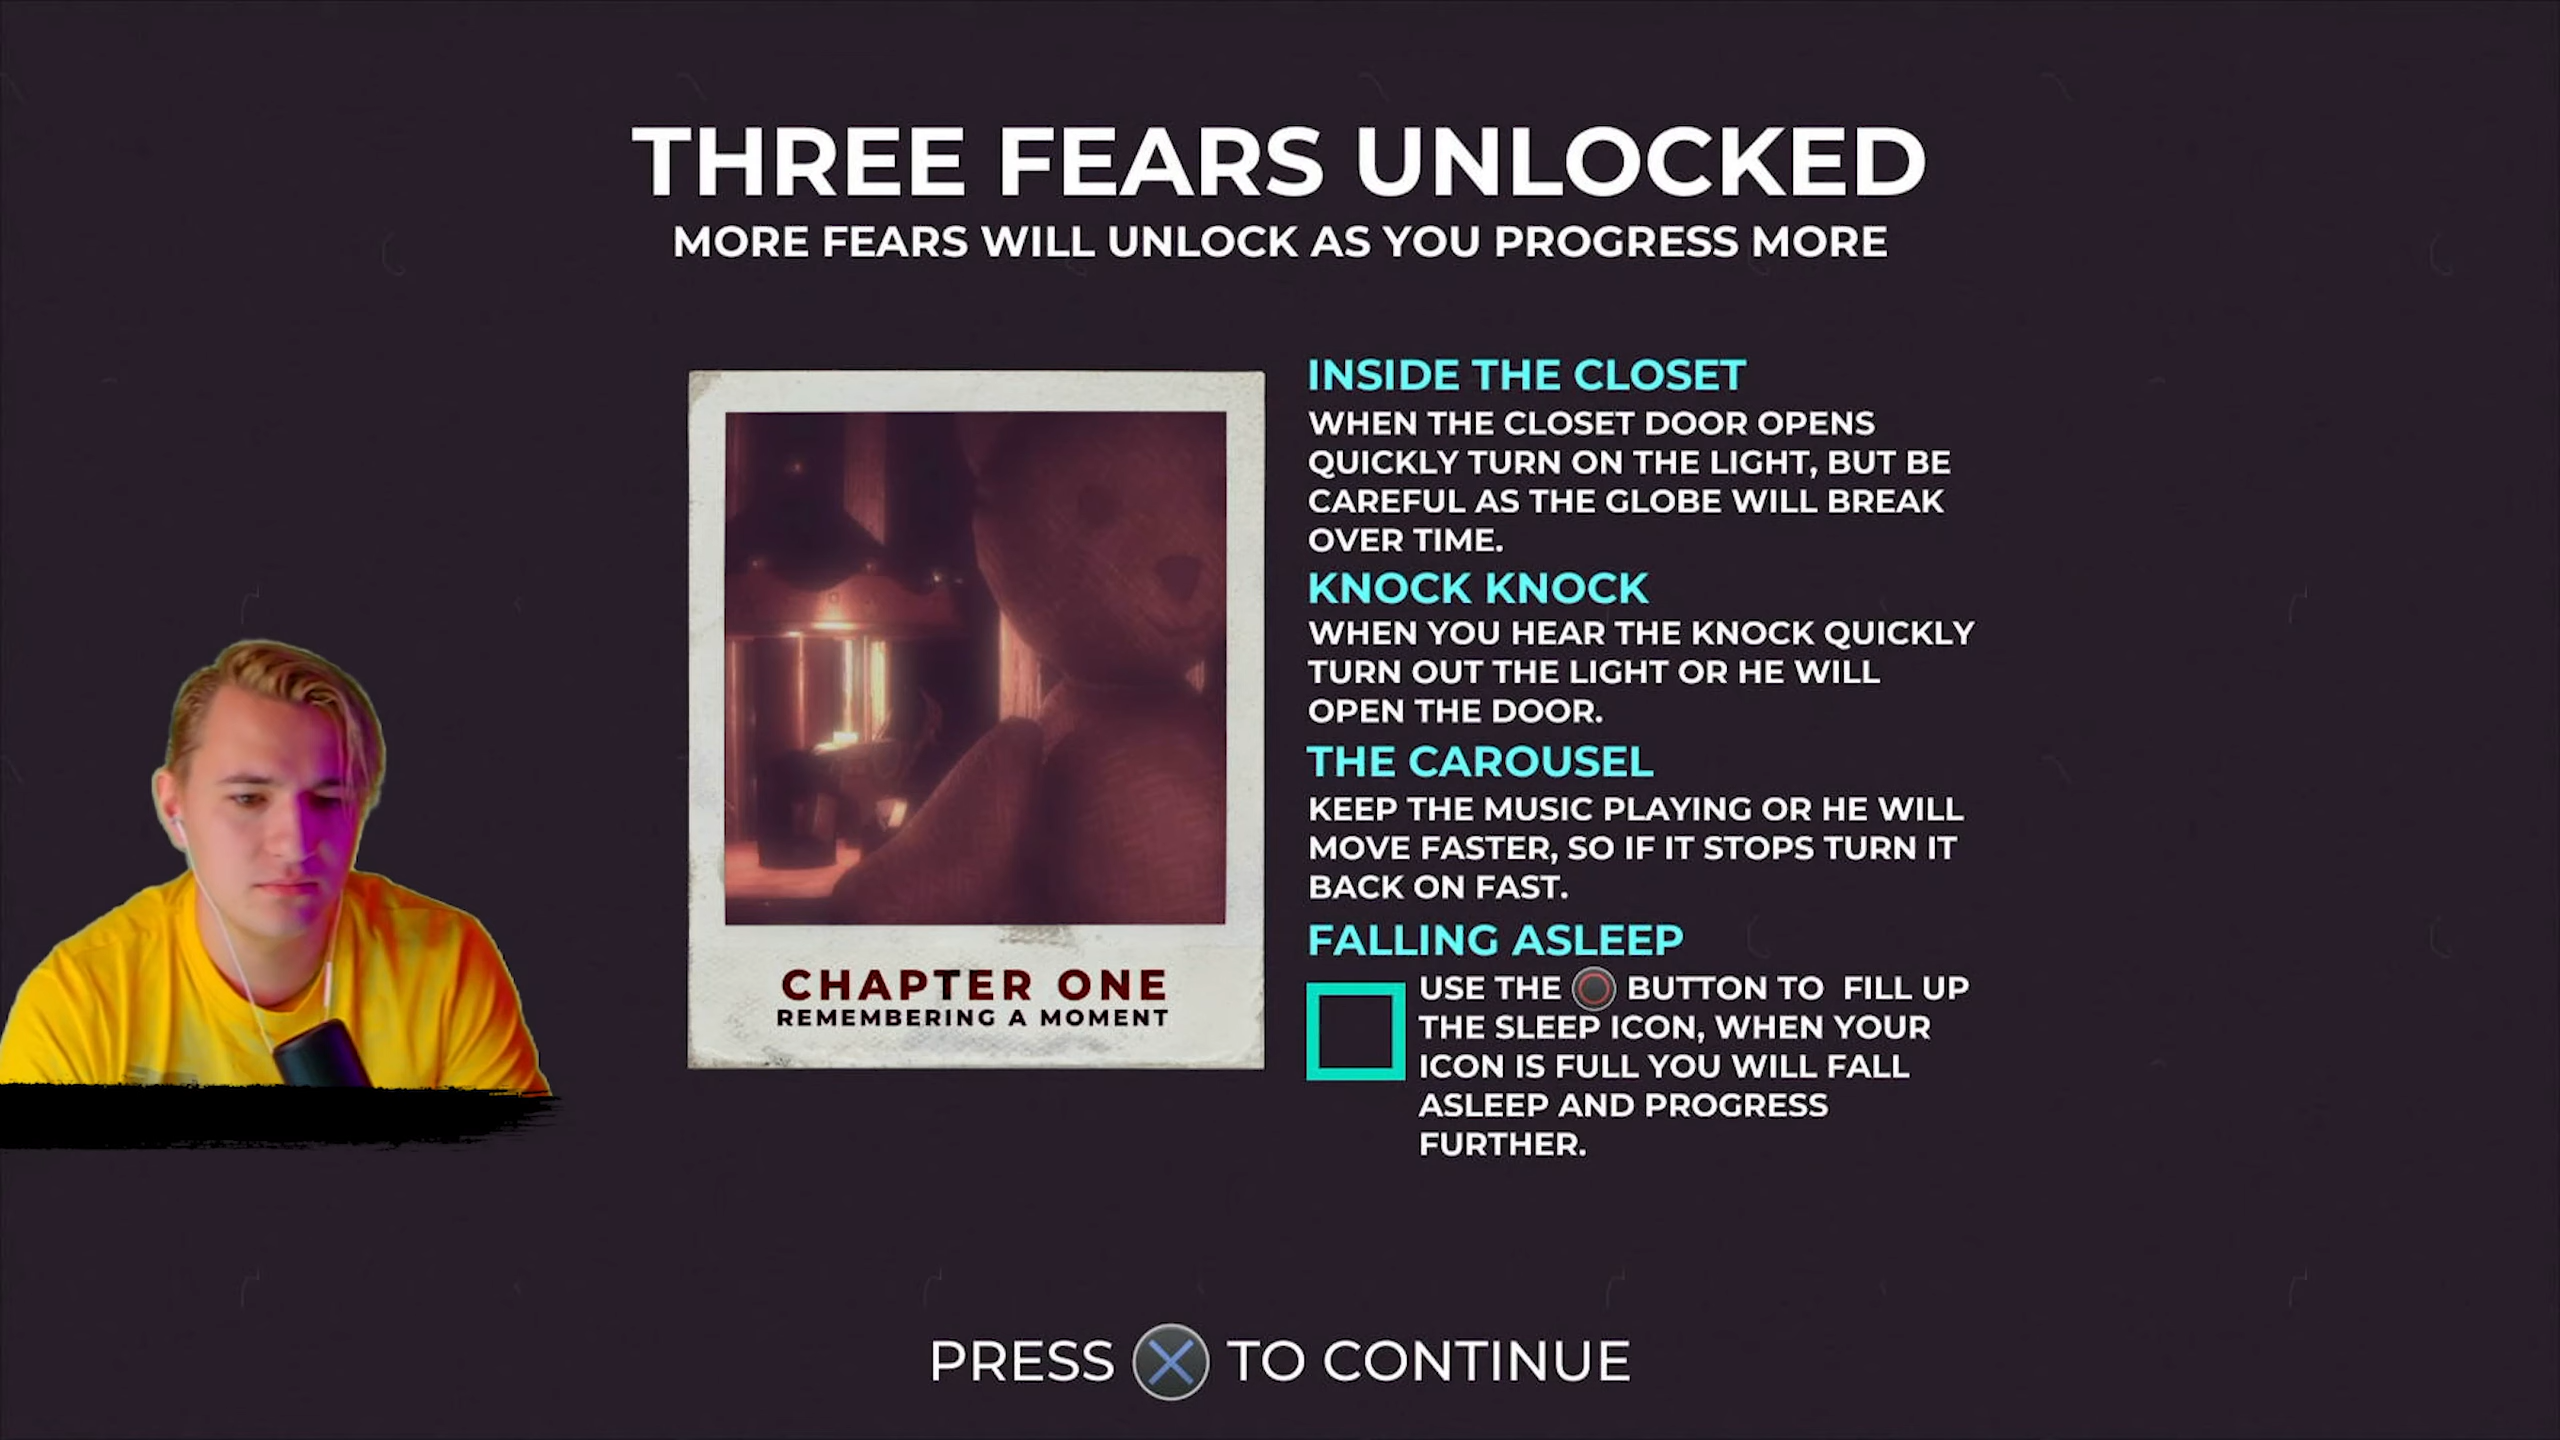 THREE FEARS UNLOCKED
MORE FEARS WILL UNLOCK AS YOU PROGRESS MORE
INSIDE THE CLOSET
WHEN THE CLOSET DOOR OPENS
QUICKLY TURN ON THE LIGHT, BUT BE
CAREFUL AS THE GLOBE WILL BREAK
OVER TIME.
KNOCK KNOCK
WHEN YOU HEAR THE KNOCK QUICKLY
TURN OUT THE LIGHT OR HE WILL
OPEN THE DOOR.
THE CAROUSEL
KEEP THE MUSIC PLAYING OR HE WILL
MOVE FASTER, SO IF IT STOPS TURN IT
BACK ON FAST.
FALLING ASLEEP
USE THE BUTTON TO FILL UP
THE SLEEP ICON, WHEN YOUR
ICON IS FULL YOU WILL FALL
ASLEEP AND PROGRESS
FURTHER.
CHAPTER ONE
REMEMBERING A MOMENT
PRESS TO CONTINUE